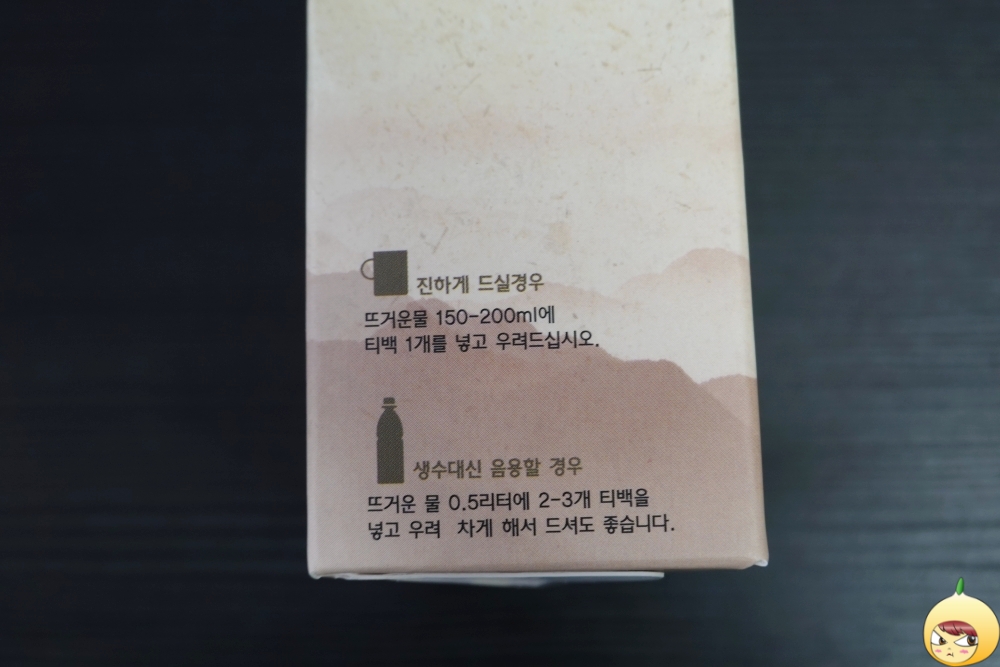 진하게 드실경우
뜨거운물 150-200ml에
티백 1개를 넣고 우려드십시오.
생수대신 음용할 경우
뜨거운 물 0.5리터에 2-3개 티백을
넣고 우려 차게 해서 드셔도 좋습니다.